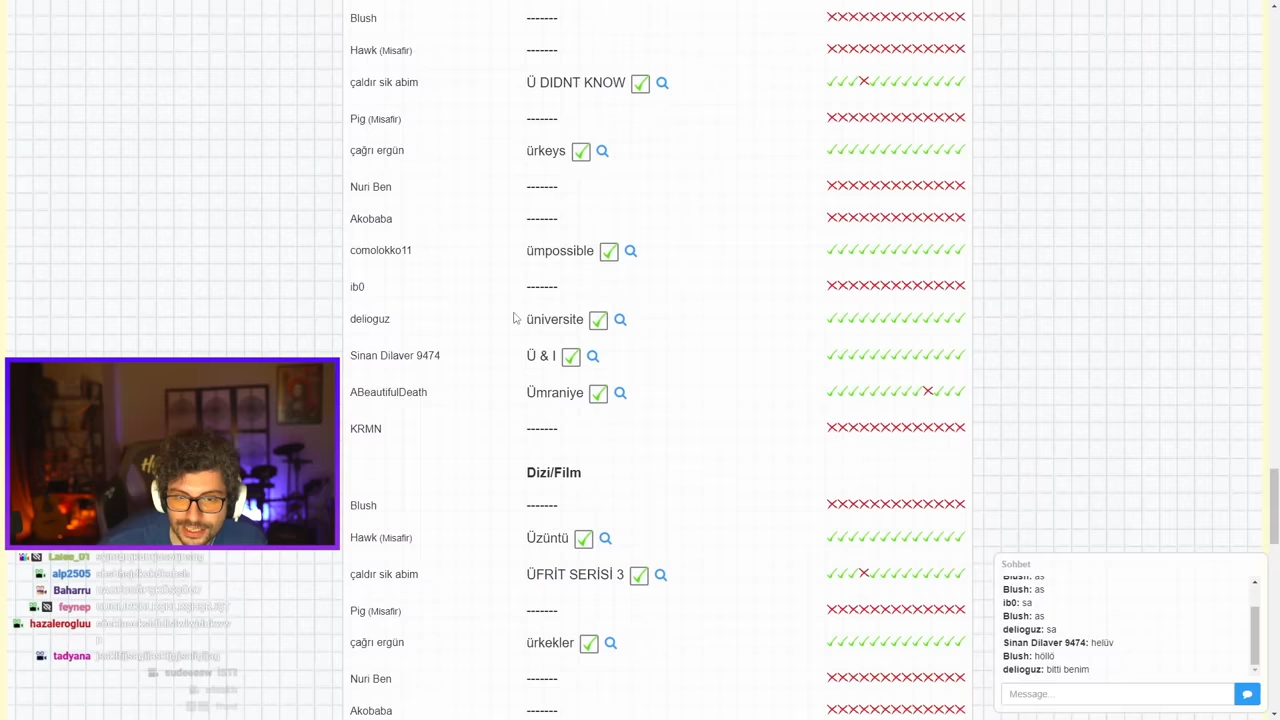 Blush -------
Hawk (Misafir) -------
çaldır sik abim Ü DIDNT KNOW
Pig (Misafir) -------
çağrı ergün ürkeys
Nuri Ben -------
Akobaba -------
comolokko11 ümpossible
ib0 -------
delioguz üniversite
Sinan Dilaver 9474 Ü & I
ABeautifulDeath Ümraniye
KRMN -------
Dizi/Film
Blush -------
Hawk (Misafir) Üzüntü
çaldır sik abim ÜFRİT SERİSİ 3
Pig (Misafir) -------
çağrı ergün ürkekler
Nuri Ben -------
Akobaba -------
alp2505
Baharru
feynep
hazalerogluu
tadyana
Sohbet
Blush: as
Blush: as
ib0: sa
Blush: as
delioguz: sa
Sinan Dilaver 9474: helüv
Blush: höllö
delioguz: bitti benim
Message...